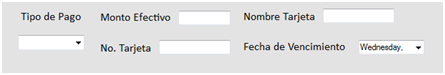 Tipo de Pago
Monto Efectivo
Nombre Tarjeta
No. Tarjeta
Fecha de Vencimiento
Wednesday,